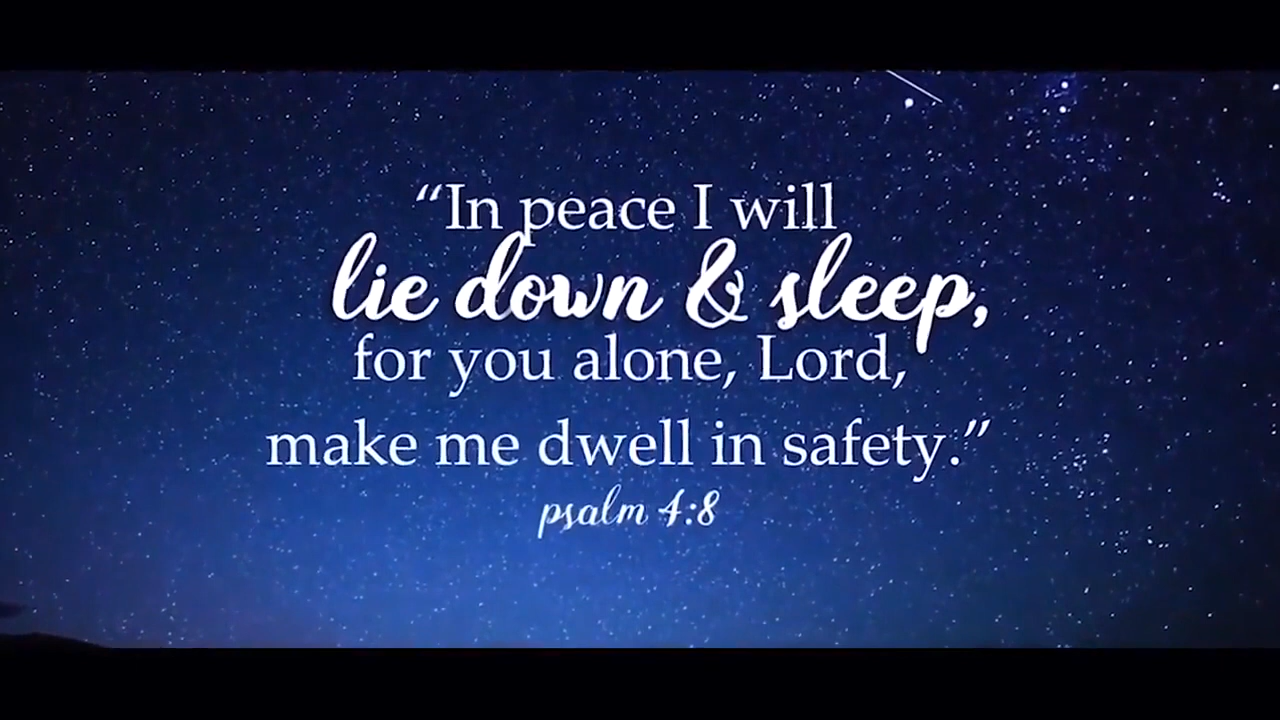 “In peace I will
lie down & sleep,
for you alone, Lord,
make me dwell in safety.”
psalm 4:8